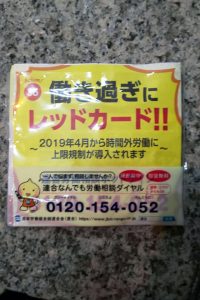 働き過ぎに
レッドカード!!
～2019年4月から時間外労働に
上限規制が導入されます～
一人で悩まず、相談しませんか?
連合なんでも労働相談ダイヤル
0120-154-052